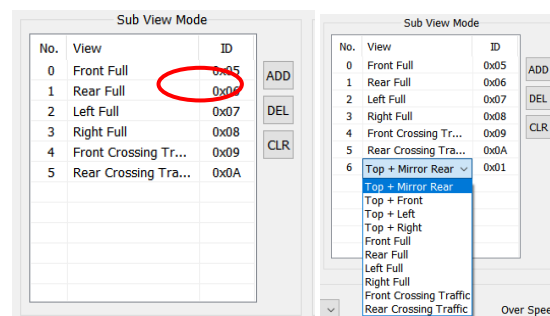 Sub View Mode
No. View ID
0 Front Full 0x05
1 Rear Full 0x06
2 Left Full 0x07
3 Right Full 0x08
4 Front Crossing Tr... 0x09
5 Rear Crossing Tra... 0x0A
ADD
DEL
CLR
Sub View Mode
No. View ID
0 Front Full 0x05
1 Rear Full 0x06
2 Left Full 0x07
3 Right Full 0x08
4 Front Crossing Tr... 0x09
5 Rear Crossing Tra... 0x0A
6 Top + Mirror Rear 0x01
Top + Mirror Rear
Top + Front
Top + Left
Top + Right
Front Full
Rear Full
Left Full
Right Full
Front Crossing Traffic
Rear Crossing Traffic
ADD
DEL
CLR
Over Spee